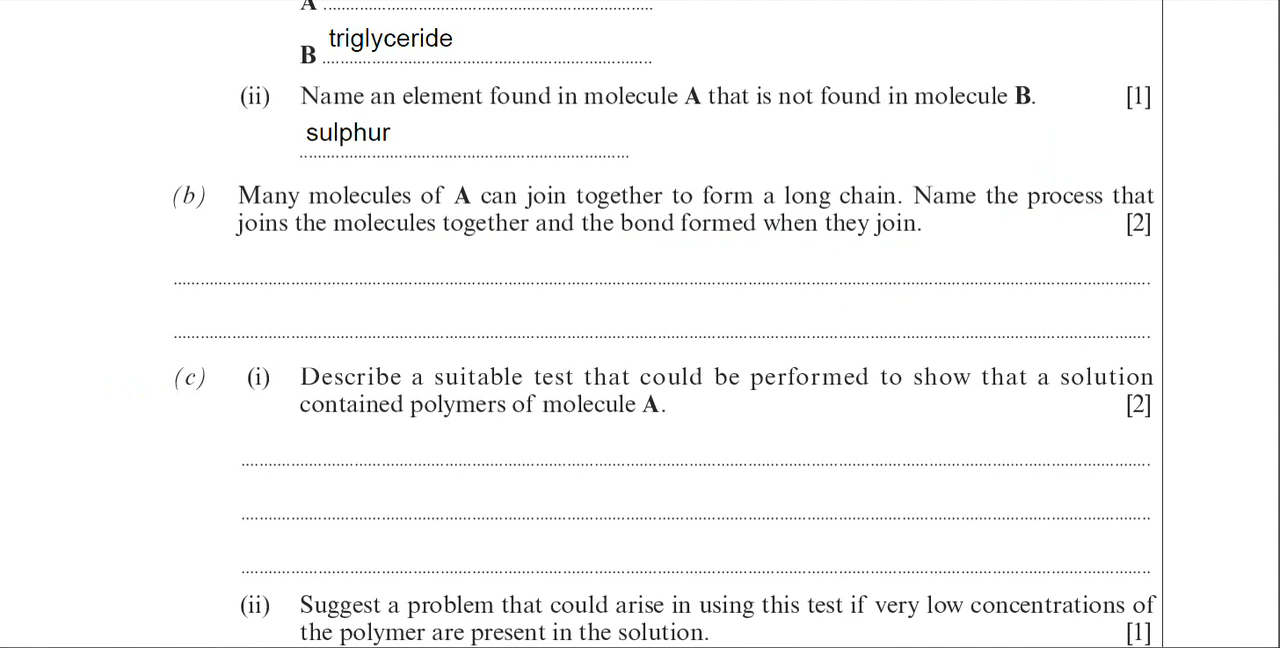 A
triglyceride
B
(ii) Name an element found in molecule A that is not found in molecule B. [1]
sulphur
(b) Many molecules of A can join together to form a long chain. Name the process that
joins the molecules together and the bond formed when they join. [2]
(c) (i) Describe a suitable test that could be performed to show that a solution
contained polymers of molecule A. [2]
(ii) Suggest a problem that could arise in using this test if very low concentrations of
the polymer are present in the solution. [1]